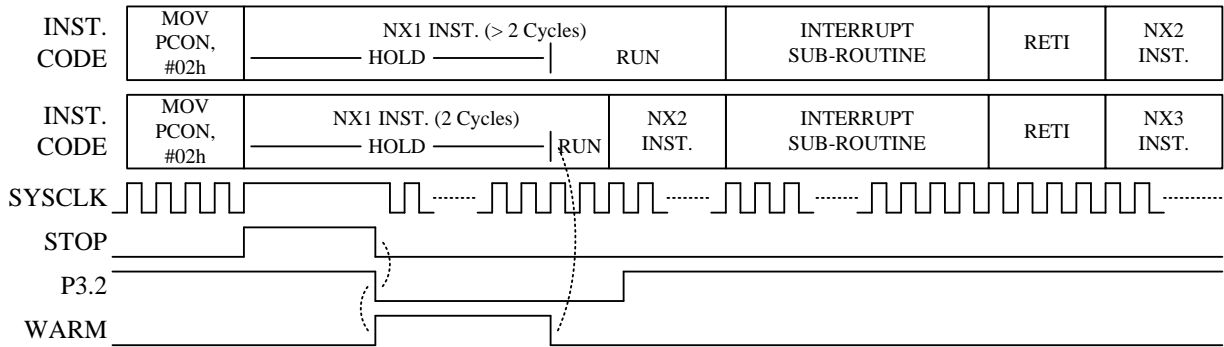 INST. CODE
MOV
PCON,
#02h
NX1 INST. (> 2 Cycles)
HOLD
RUN
INTERRUPT
SUB-ROUTINE
RETI
NX2
INST.
INST. CODE
MOV
PCON,
#02h
NX1 INST. (2 Cycles)
HOLD
RUN
NX2
INST.
INTERRUPT
SUB-ROUTINE
RETI
NX3
INST.
SYSCLK
STOP
P3.2
WARM